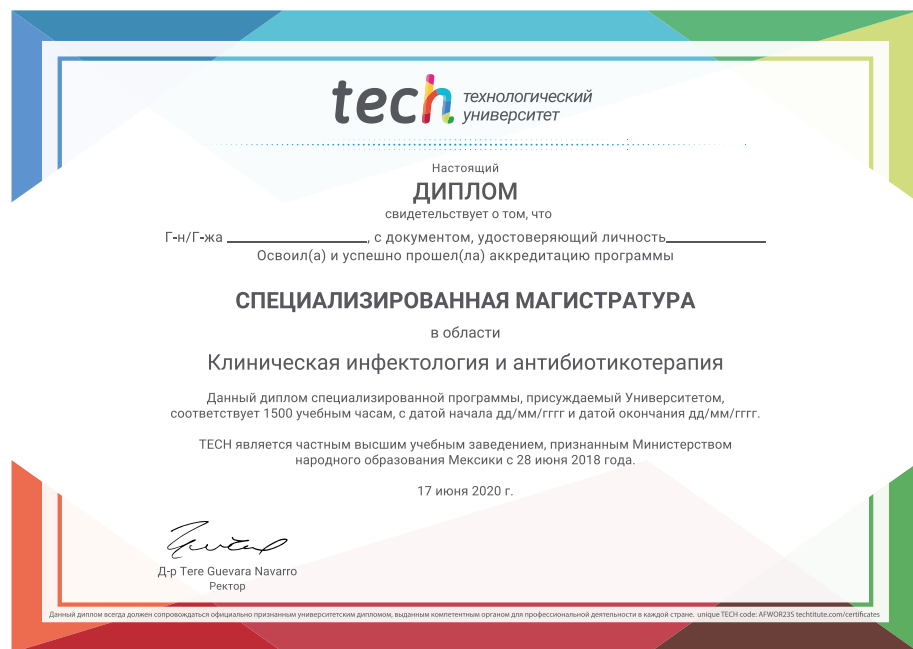 tech технологический
университет
Настоящий
ДИПЛОМ
свидетельствует о том, что
Г-н/Г-жа ________________, с документом, удостоверяющий личность____________
Освоил(а) и успешно прошел(ла) аккредитацию программы
СПЕЦИАЛИЗИРОВАННАЯ МАГИСТРАТУРА
в области
Клиническая инфектология и антибиотикотерапия
Данный диплом специализированной программы, присуждаемый Университетом,
соответствует 1500 учебным часам, с датой начала дд/мм/гггг и датой окончания дд/мм/гггг.
TECH является частным высшим учебным заведением, признанным Министерством
народного образования Мексики с 28 июня 2018 года.
17 июня 2020 г.
Д-р Tere Guevara Navarro
Ректор
Данный диплом всегда должен сопровождаться официально признанным университетским дипломом, выданным компетентным органом для профессиональной деятельности в каждой стране. unique TECH code: AFWOR23S techtitute.com/certificates